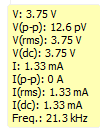 V: 3.75 V
V(p-p): 12.6 pV
V(rms): 3.75 V
V(dc): 3.75 V
I: 1.33 mA
I(p-p): 0 A
I(rms): 1.33 mA
I(dc): 1.33 mA
Freq.: 21.3 kHz